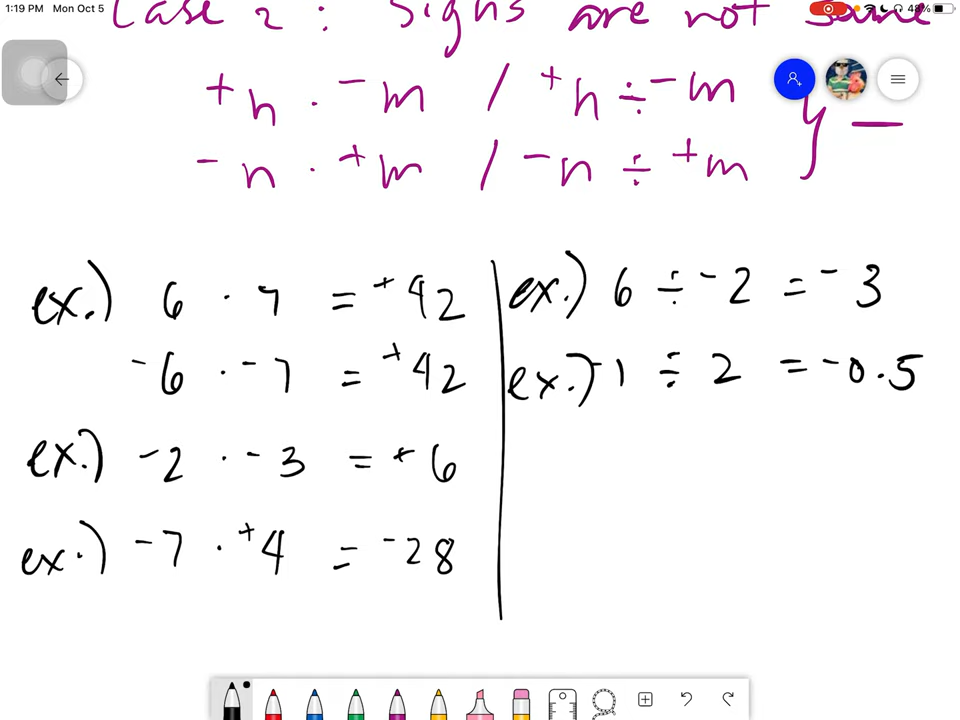 1:19 PM Mon Oct 5
48%
Case 2: Signs are not same
+n · -m / +n ÷ -m } -
-n · +m / -n ÷ +m
ex.) 6 · 7 = +42
-6 · -7 = +42
ex.) -2 · -3 = +6
ex.) -7 · +4 = -28
ex.) 6 ÷ -2 = -3
ex.) -1 ÷ 2 = -0.5